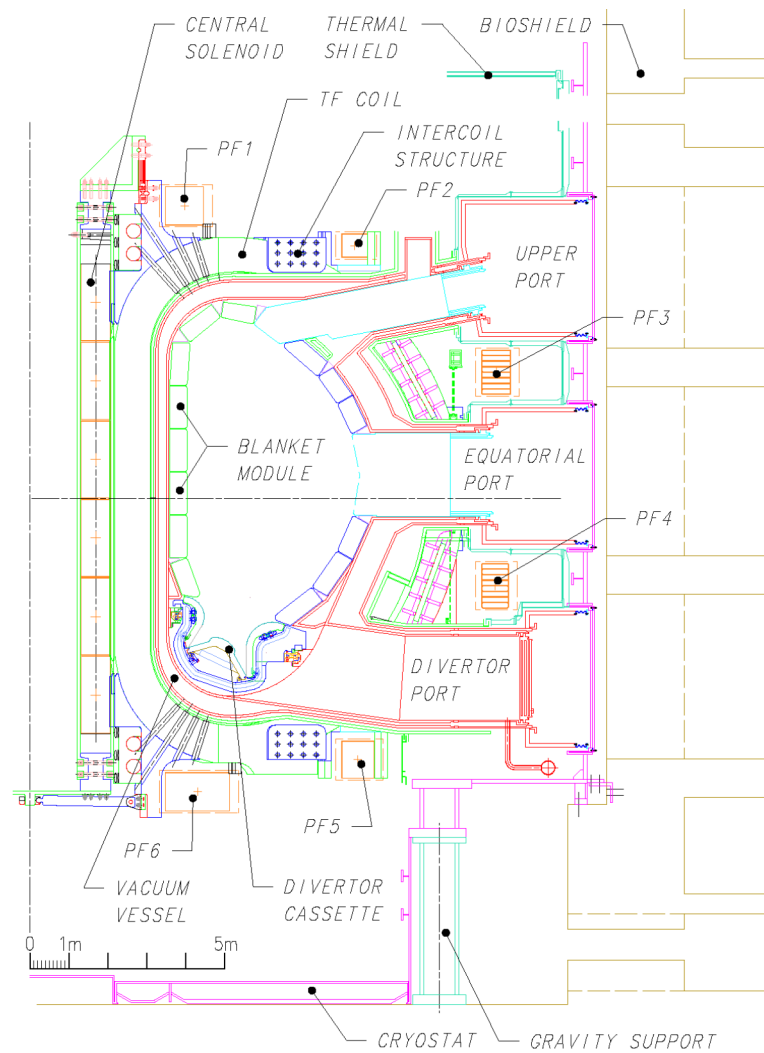 CENTRAL
SOLENOID
THERMAL
SHIELD
BIOSHIELD
TF COIL
PF1
INTERCOIL
STRUCTURE
PF2
UPPER
PORT
PF3
BLANKET
MODULE
EQUATORIAL
PORT
PF4
DIVERTOR
PORT
PF5
PF6
VACUUM
VESSEL
DIVERTOR
CASSETTE
0 1m 5m
CRYOSTAT
GRAVITY SUPPORT